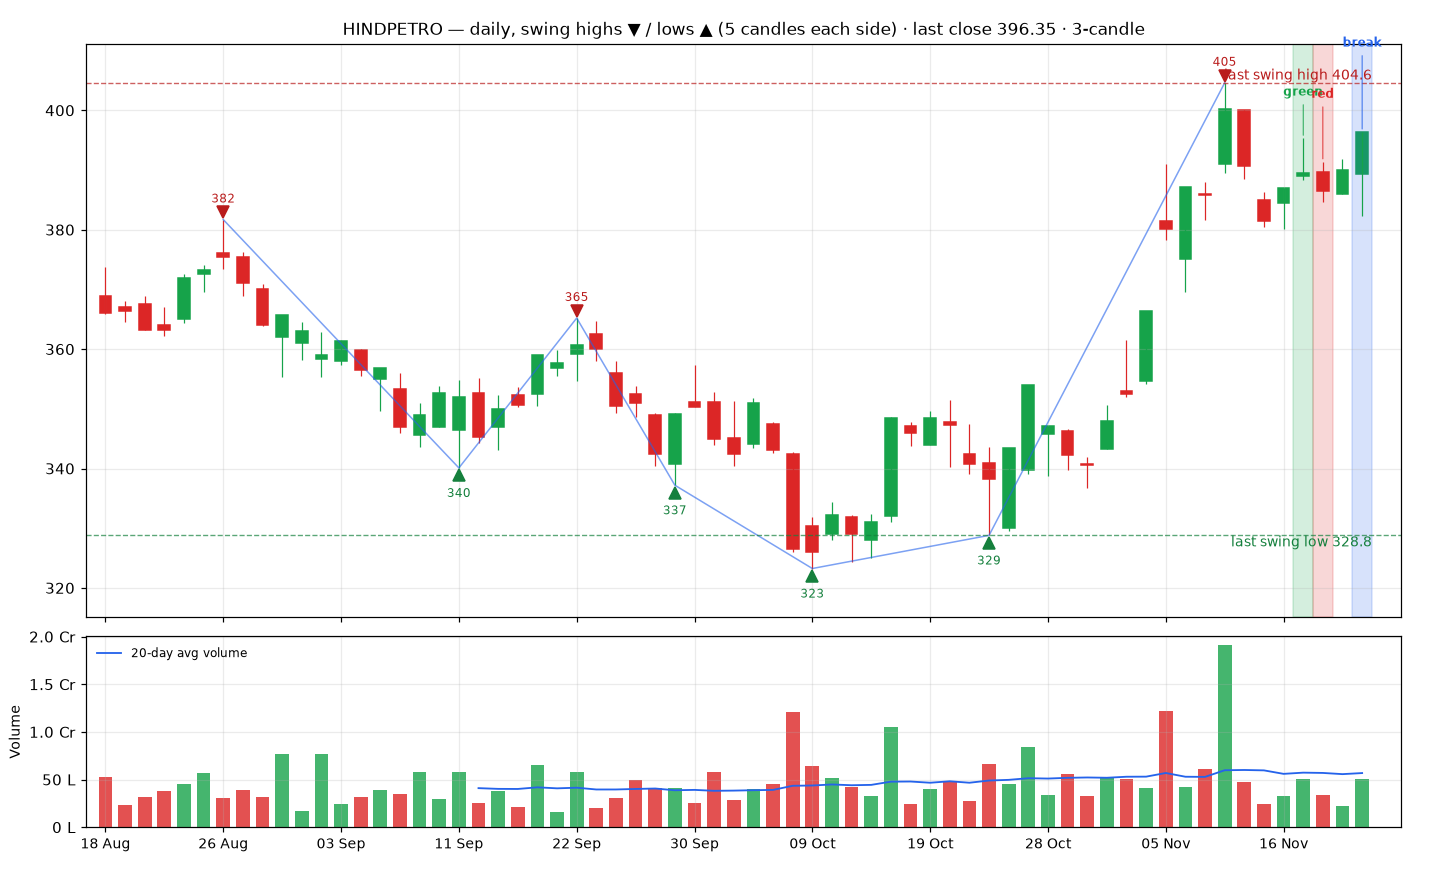 HINDPETRO — daily, swing highs ▼ / lows ▲ (5 candles each side) · last close 396.35 · 3-candle
break
405
last swing high 404.6
green
red
400
382
380
365
360
340
340
337
last swing low 328.8
329
323
320
2.0 Cr
20-day avg volume
1.5 Cr
Volume
1.0 Cr
50 L
0 L
18 Aug
26 Aug
03 Sep
11 Sep
22 Sep
30 Sep
09 Oct
19 Oct
28 Oct
05 Nov
16 Nov